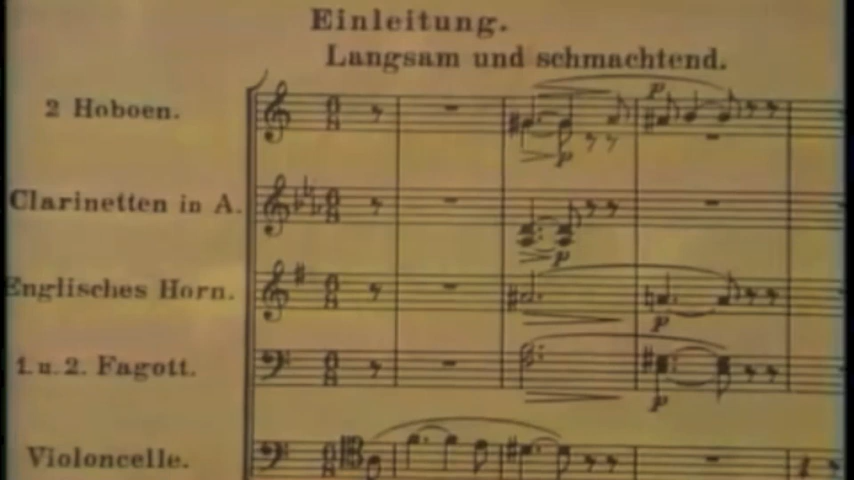 Einleitung.
Langsam und schmachtend.
2 Hoboen.
Clarinetten in A.
Englisches Horn.
1. u. 2. Fagott.
Violoncelle.
p
p
p
p
p
p